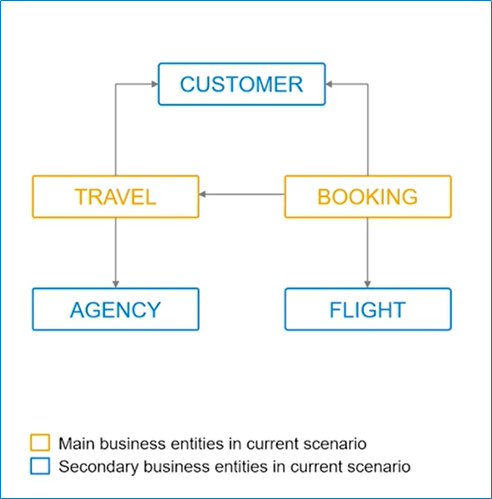 CUSTOMER
TRAVEL
BOOKING
AGENCY
FLIGHT
Main business entities in current scenario
Secondary business entities in current scenario